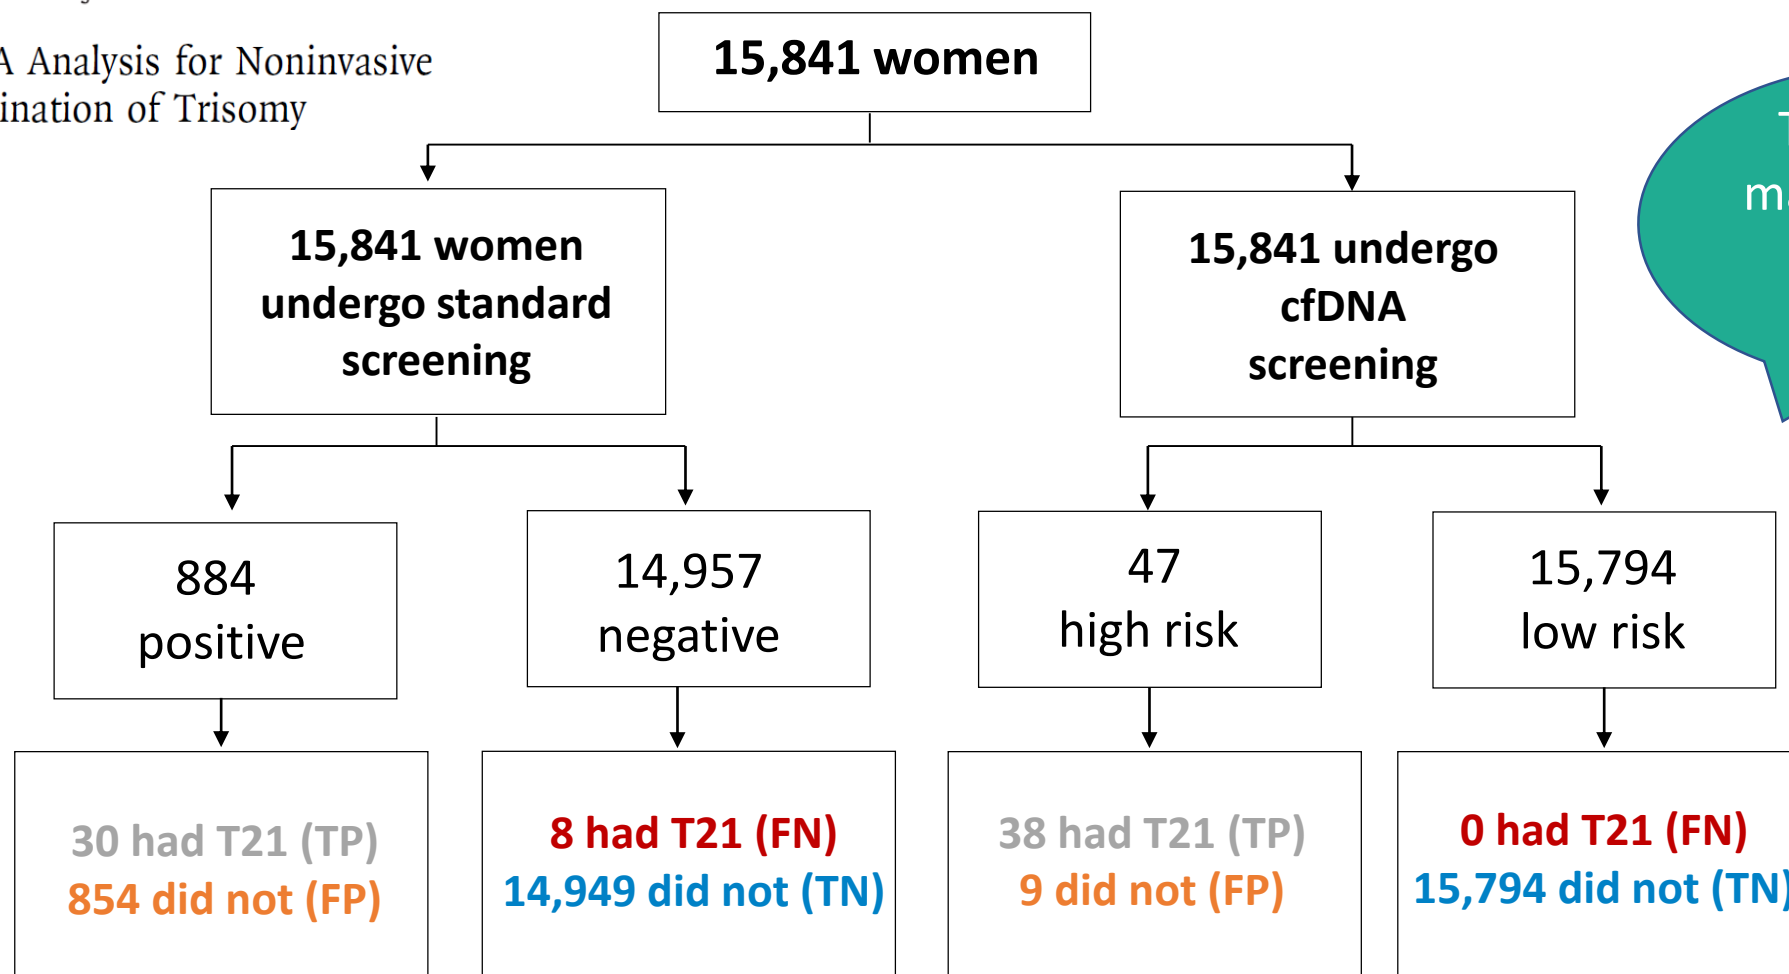 A Analysis for Noninvasive
ination of Trisomy
15,841 women
15,841 women
undergo standard
screening
15,841 undergo
cfDNA
screening
884
positive
14,957
negative
47
high risk
15,794
low risk
30 had T21 (TP)
854 did not (FP)
8 had T21 (FN)
14,949 did not (TN)
38 had T21 (TP)
9 did not (FP)
0 had T21 (FN)
15,794 did not (TN)